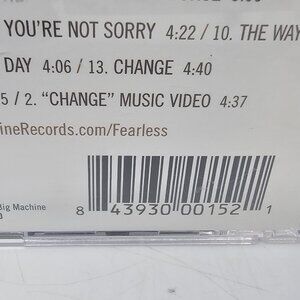 YOU'RE NOT SORRY 4:22 / 10. THE WAY
DAY 4:06 / 13. CHANGE 4:40
5 / 2. “CHANGE” MUSIC VIDEO 4:37
ineRecords.com/Fearless
Big Machine
8 43930 00152 1